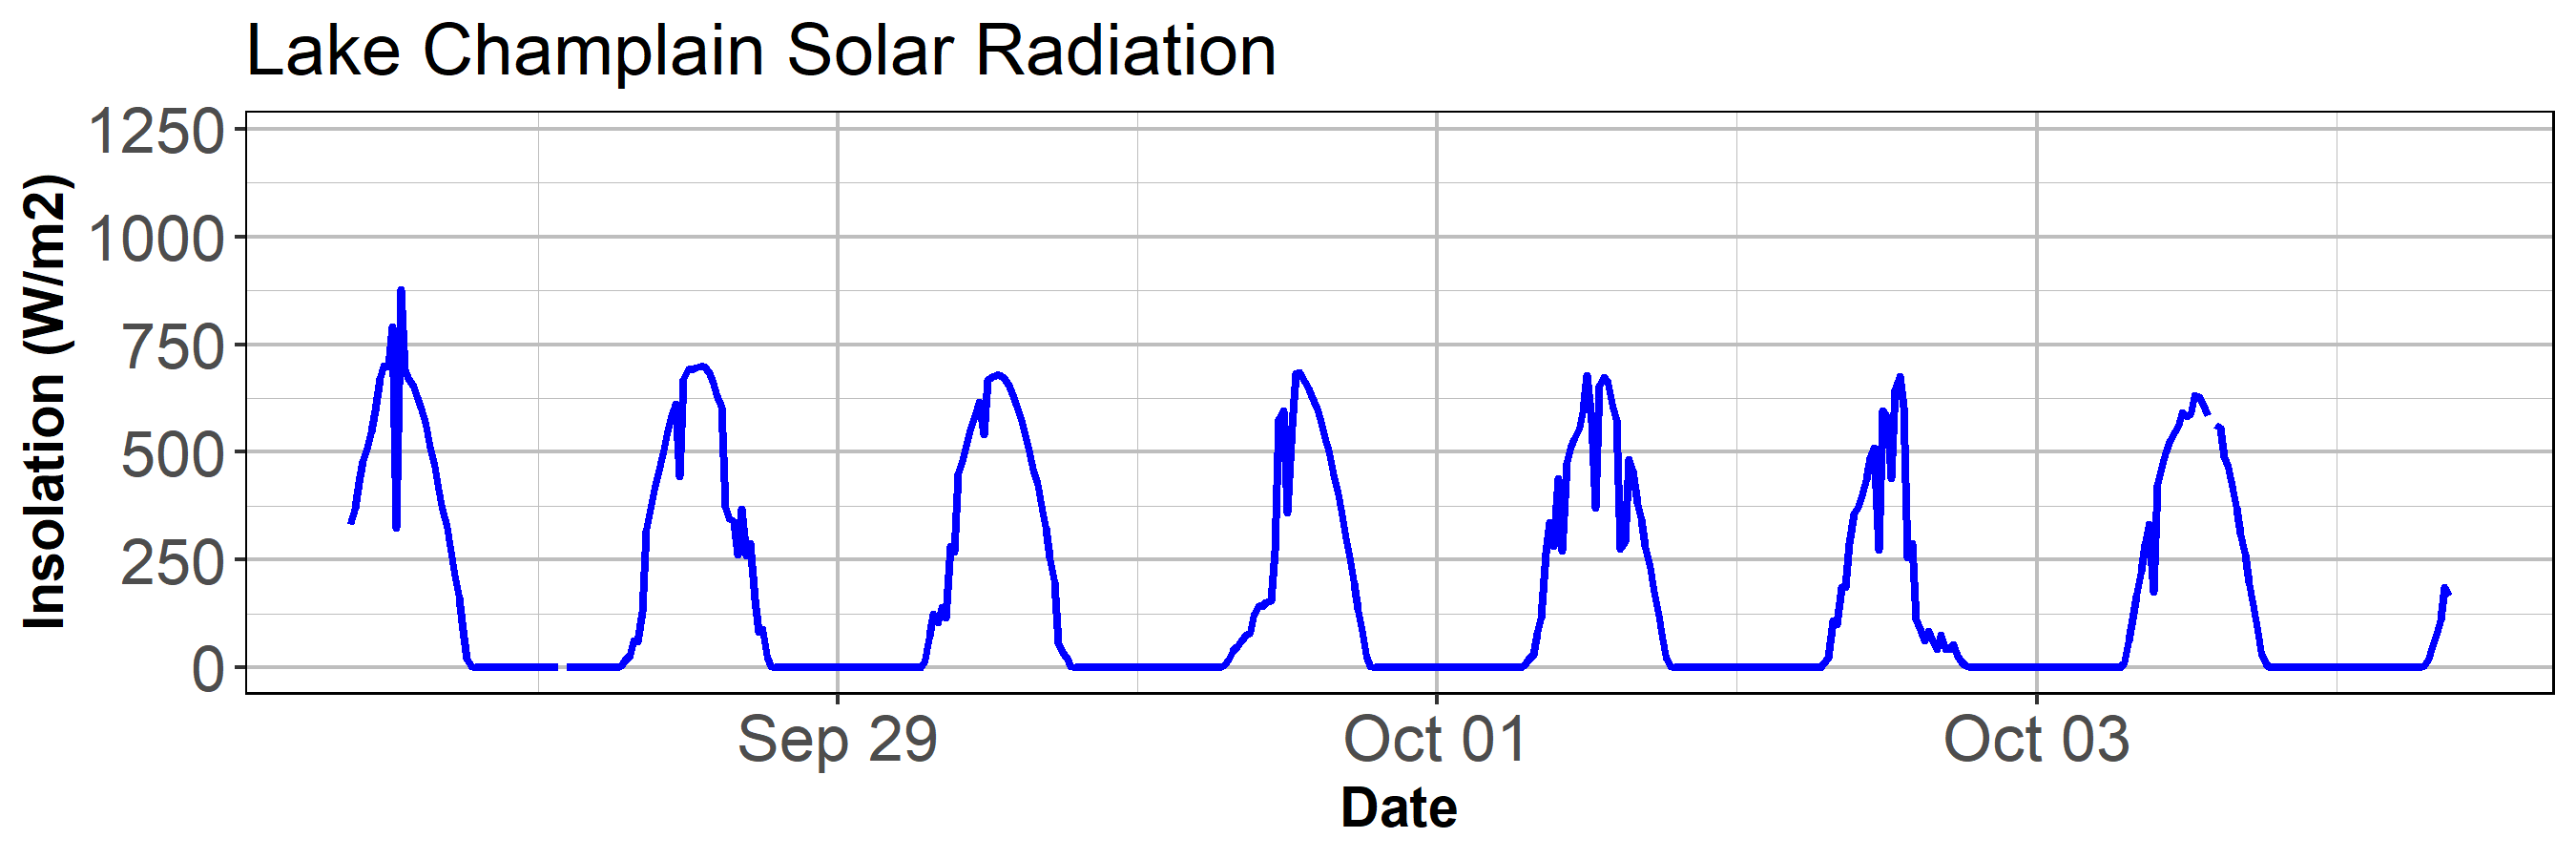 Lake Champlain Solar Radiation
1250
1000
750
500
250
0
Insolation (W/m2)
Sep 29
Oct 01
Oct 03
Date